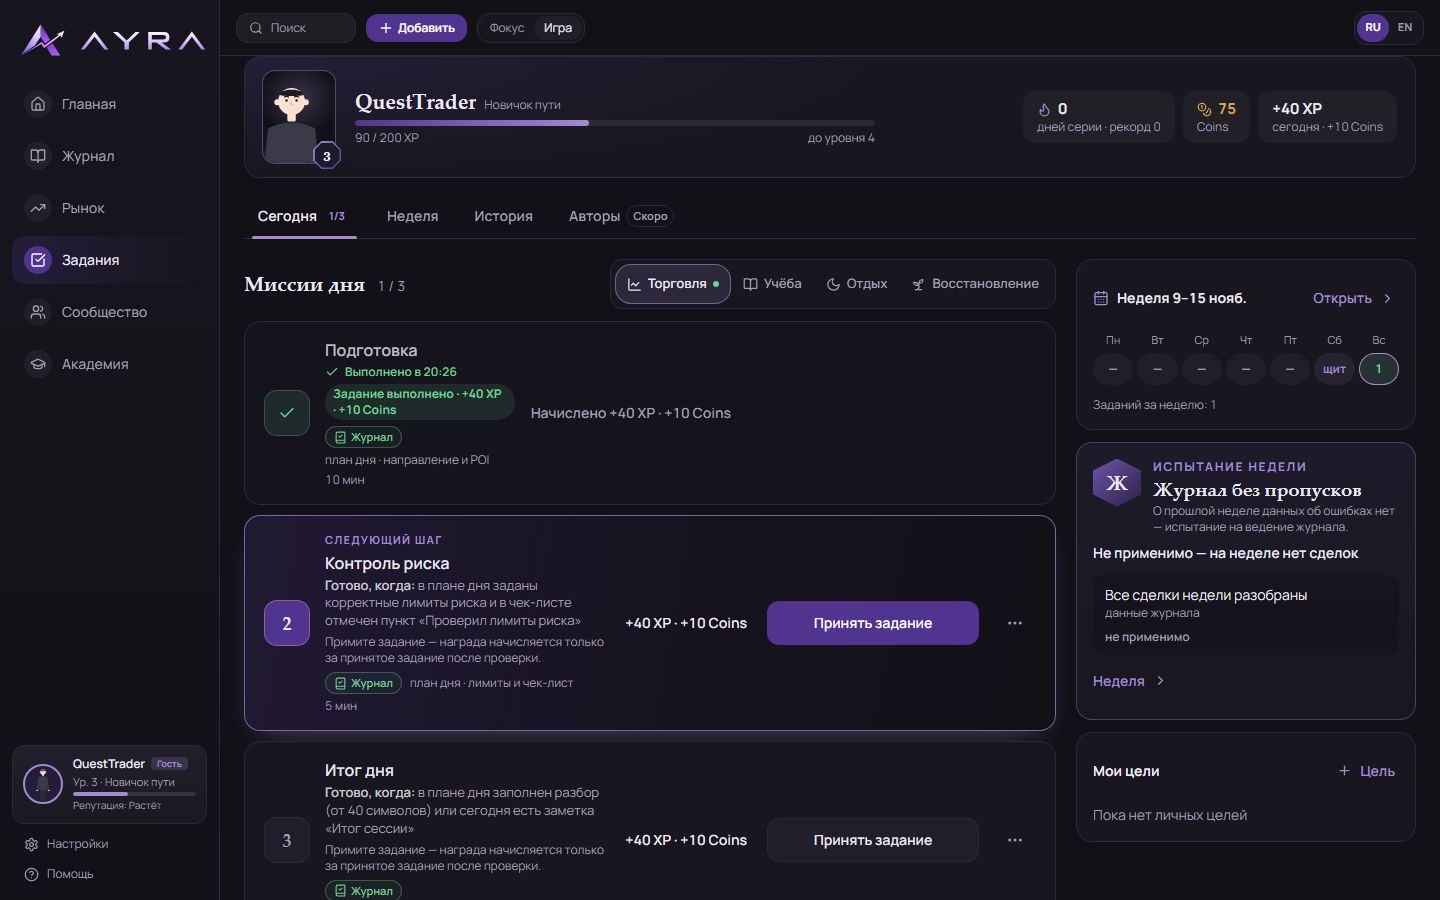 AYRA
Поиск
Добавить
Фокус
Игра
RU
EN
Главная
Журнал
Рынок
Задания
Сообщество
Академия
QuestTrader Гость
Ур. 3 · Новичок пути
Репутация: Растёт
Настройки
Помощь
3
QuestTrader Новичок пути
90 / 200 XP
до уровня 4
0
дней серии · рекорд 0
75
Coins
+40 XP
сегодня · +10 Coins
Сегодня 1/3
Неделя
История
Авторы Скоро
Миссии дня 1 / 3
Торговля
Учёба
Отдых
Восстановление
Подготовка
Выполнено в 20:26
Задание выполнено · +40 XP
· +10 Coins
Начислено +40 XP · +10 Coins
Журнал
план дня · направление и POI
10 мин
СЛЕДУЮЩИЙ ШАГ
2
Контроль риска
Готово, когда: в плане дня заданы
корректные лимиты риска и в чек-листе
отмечен пункт «Проверил лимиты риска»
Примите задание — награда начисляется только
за принятое задание после проверки.
Журнал
план дня · лимиты и чек-лист
5 мин
+40 XP · +10 Coins
Принять задание
3
Итог дня
Готово, когда: в плане дня заполнен разбор
(от 40 символов) или сегодня есть заметка
«Итог сессии»
Примите задание — награда начисляется только
за принятое задание после проверки.
Журнал
+40 XP · +10 Coins
Принять задание
Неделя 9–15 нояб.
Открыть
Пн Вт Ср Чт Пт Сб Вс
– – – – – щит 1
Заданий за неделю: 1
Ж
ИСПЫТАНИЕ НЕДЕЛИ
Журнал без пропусков
О прошлой неделе данных об ошибках нет
— испытание на ведение журнала.
Не применимо — на неделе нет сделок
Все сделки недели разобраны
данные журнала
не применимо
Неделя
Мои цели
Цель
Пока нет личных целей